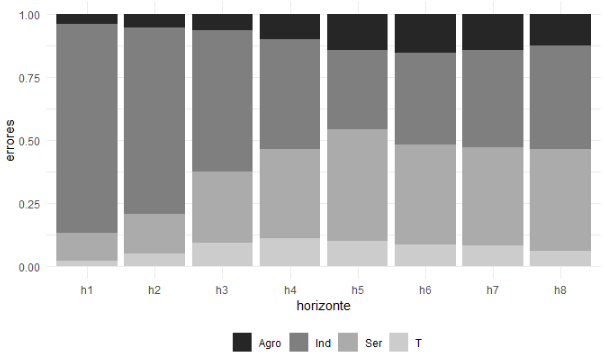 1.00
0.75
0.50
0.25
0.00
errores
h1 h2 h3 h4 h5 h6 h7 h8
horizonte
Agro Ind Ser T